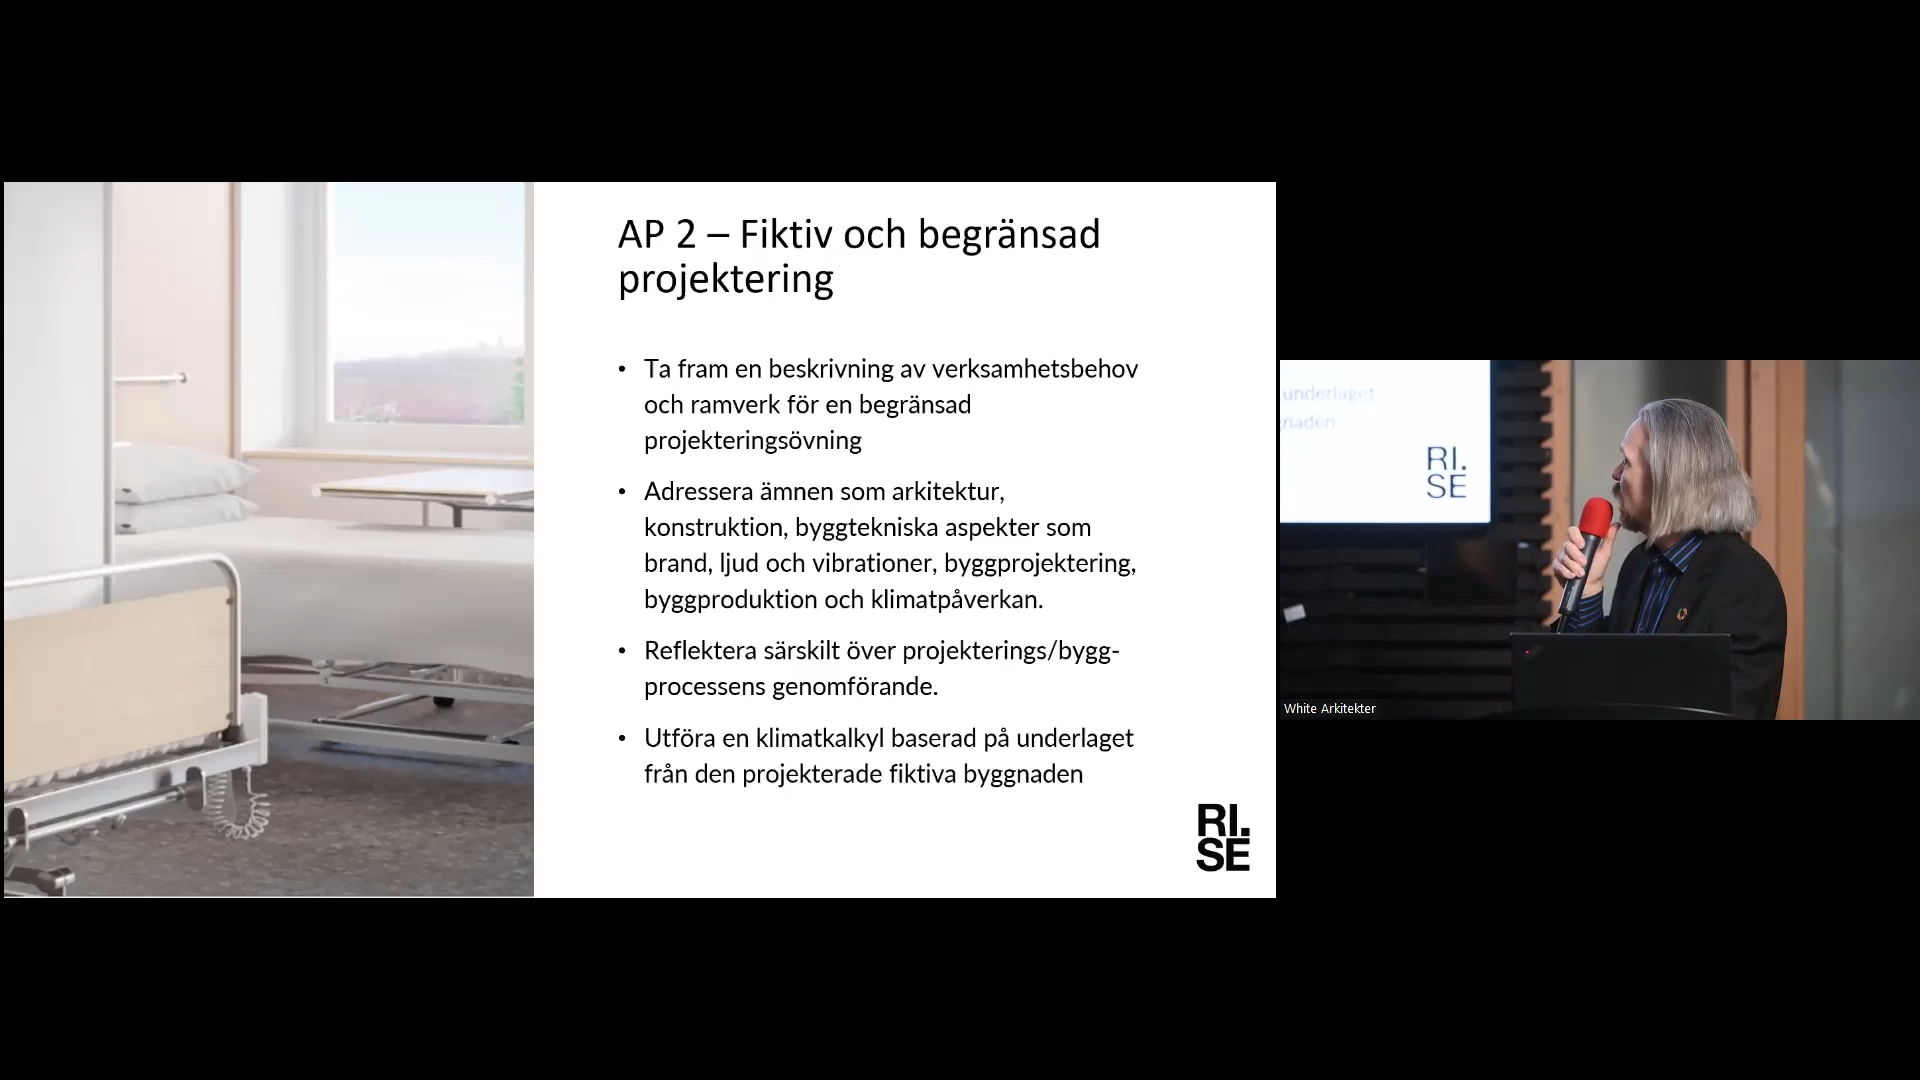 AP 2 – Fiktiv och begränsad
projektering
• Ta fram en beskrivning av verksamhetsbehov
och ramverk för en begränsad
projekteringsövning
• Adressera ämnen som arkitektur,
konstruktion, byggtekniska aspekter som
brand, ljud och vibrationer, byggprojektering,
byggproduktion och klimatpåverkan.
• Reflektera särskilt över projekterings/bygg-
processens genomförande.
• Utföra en klimatkalkyl baserad på underlaget
från den projekterade fiktiva byggnaden
RI.
SE
underlaget
gnaden
RI.
SE
White Arkitekter